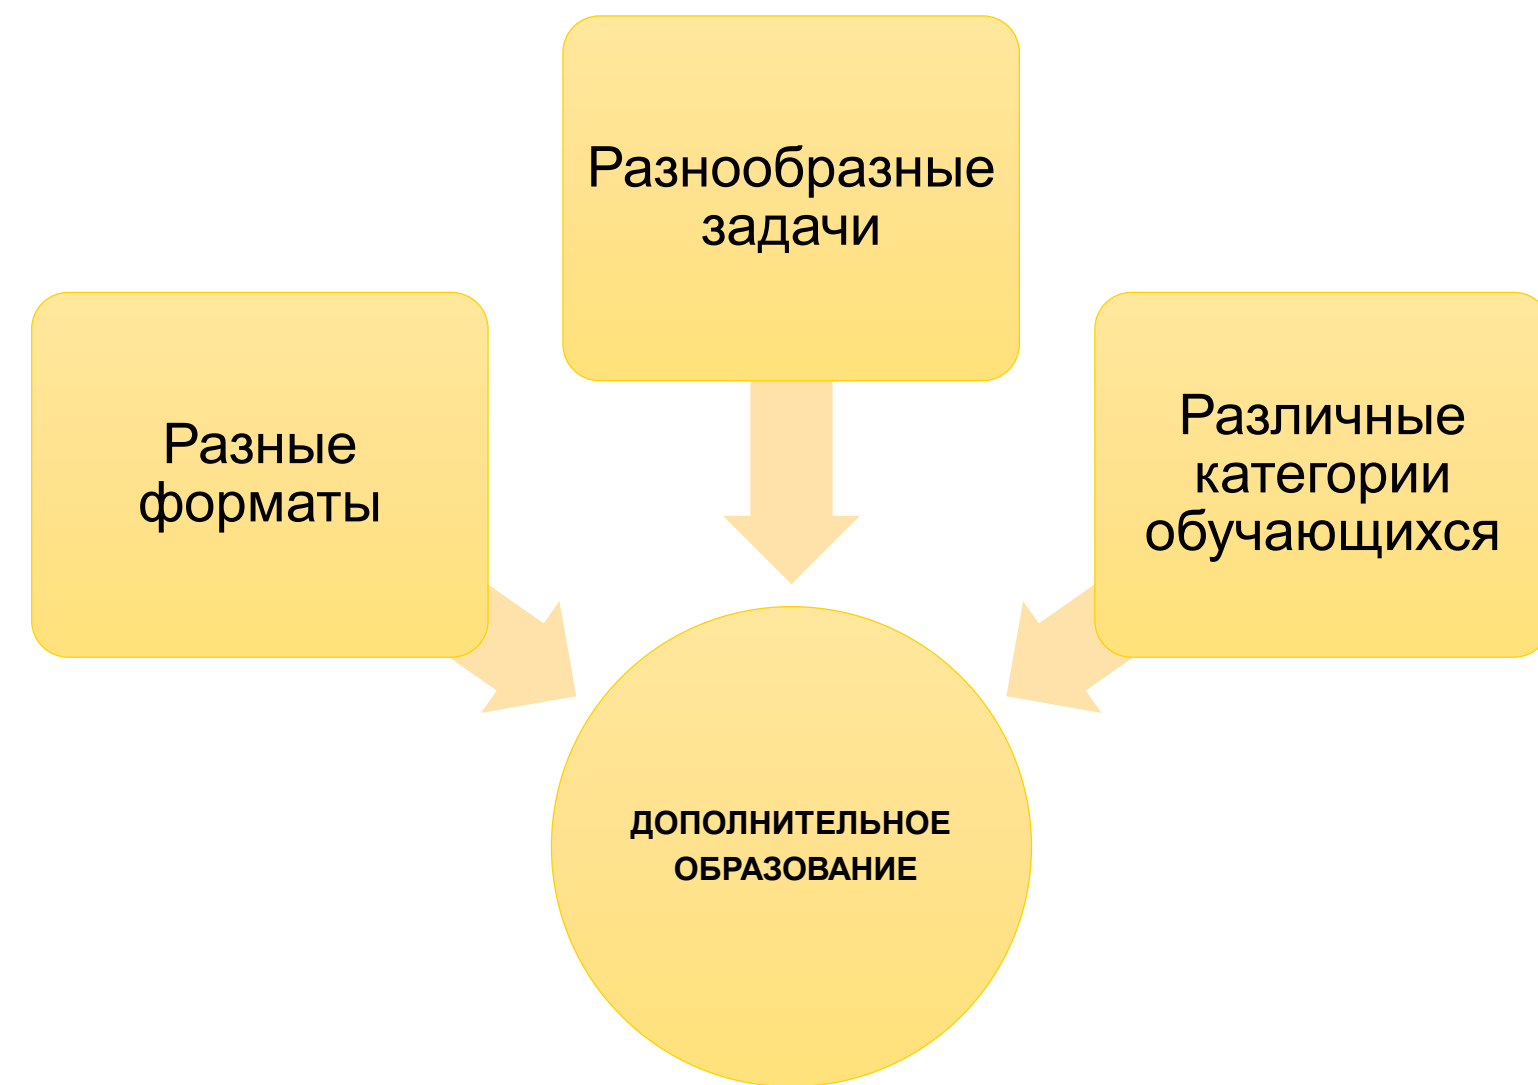 Разнообразные
задачи
Разные
форматы
Различные
категории
обучающихся
ДОПОЛНИТЕЛЬНОЕ
ОБРАЗОВАНИЕ